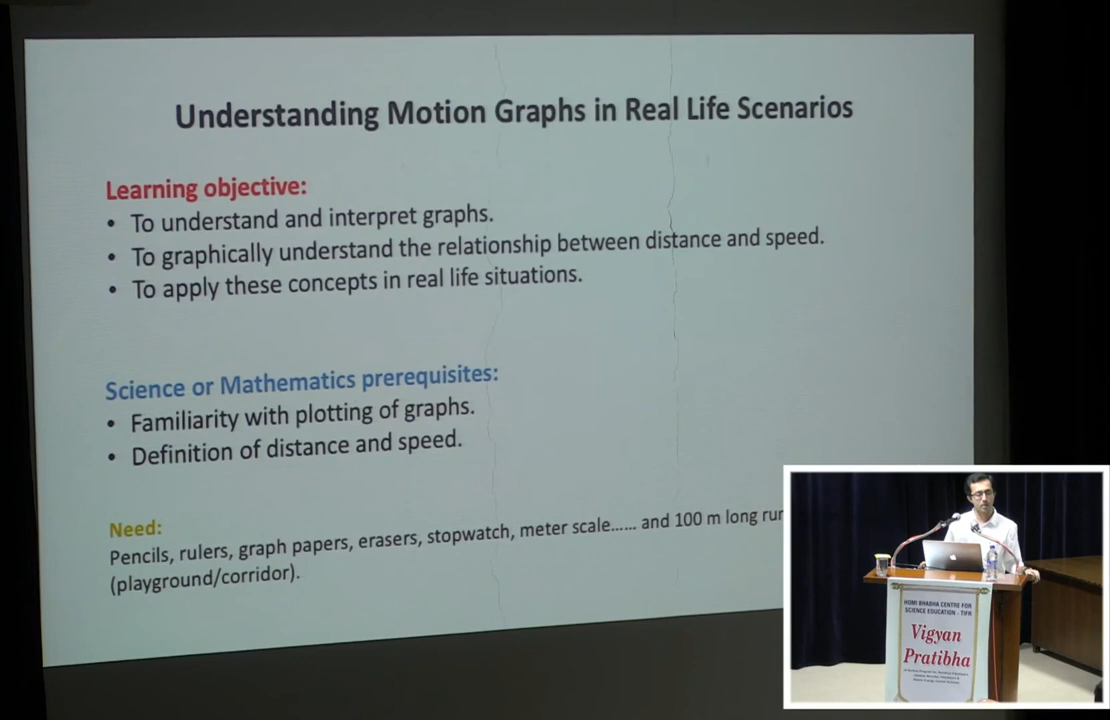 Understanding Motion Graphs in Real Life Scenarios
Learning objective:
• To understand and interpret graphs.
• To graphically understand the relationship between distance and speed.
• To apply these concepts in real life situations.
Science or Mathematics prerequisites:
• Familiarity with plotting of graphs.
• Definition of distance and speed.
Need:
Pencils, rulers, graph papers, erasers, stopwatch, meter scale...... and 100 m long
(playground/corridor).
HOMI BHABHA CENTRE FOR
SCIENCE EDUCATION - TIFR
Vigyan
Pratibha